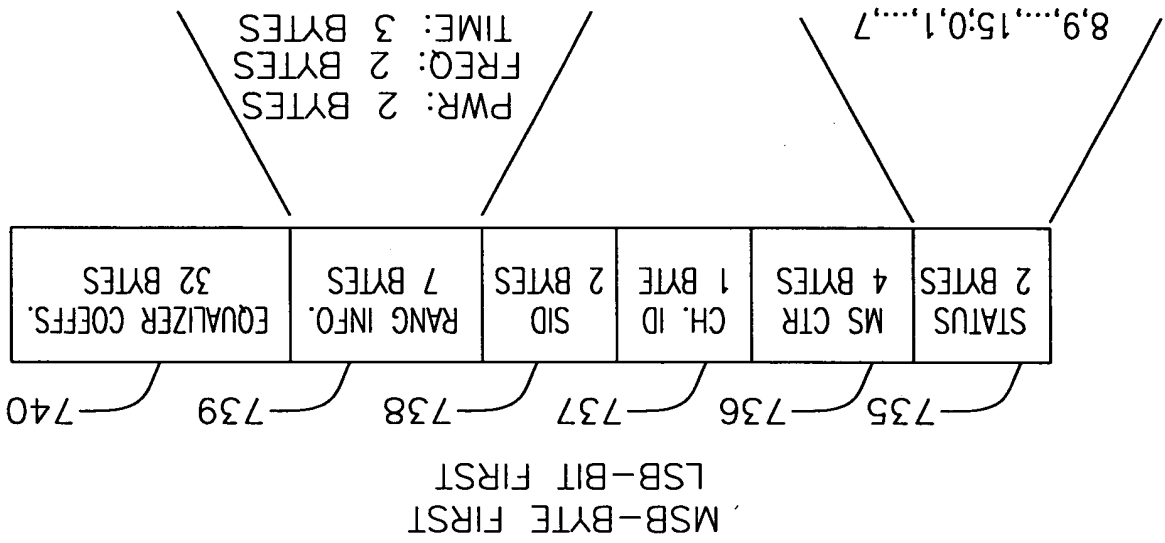 MSB–BYTE FIRST
LSB–BIT FIRST
735
736
737
738
739
740
STATUS
2 BYTES
MS CTR
4 BYTES
CH. ID
1 BYTE
SID
2 BYTES
RANG INFO.
7 BYTES
EQUALIZER COEFFS.
32 BYTES
8,9,...,15;0,1,...,7
PWR: 2 BYTES
FREQ: 2 BYTES
TIME: 3 BYTES